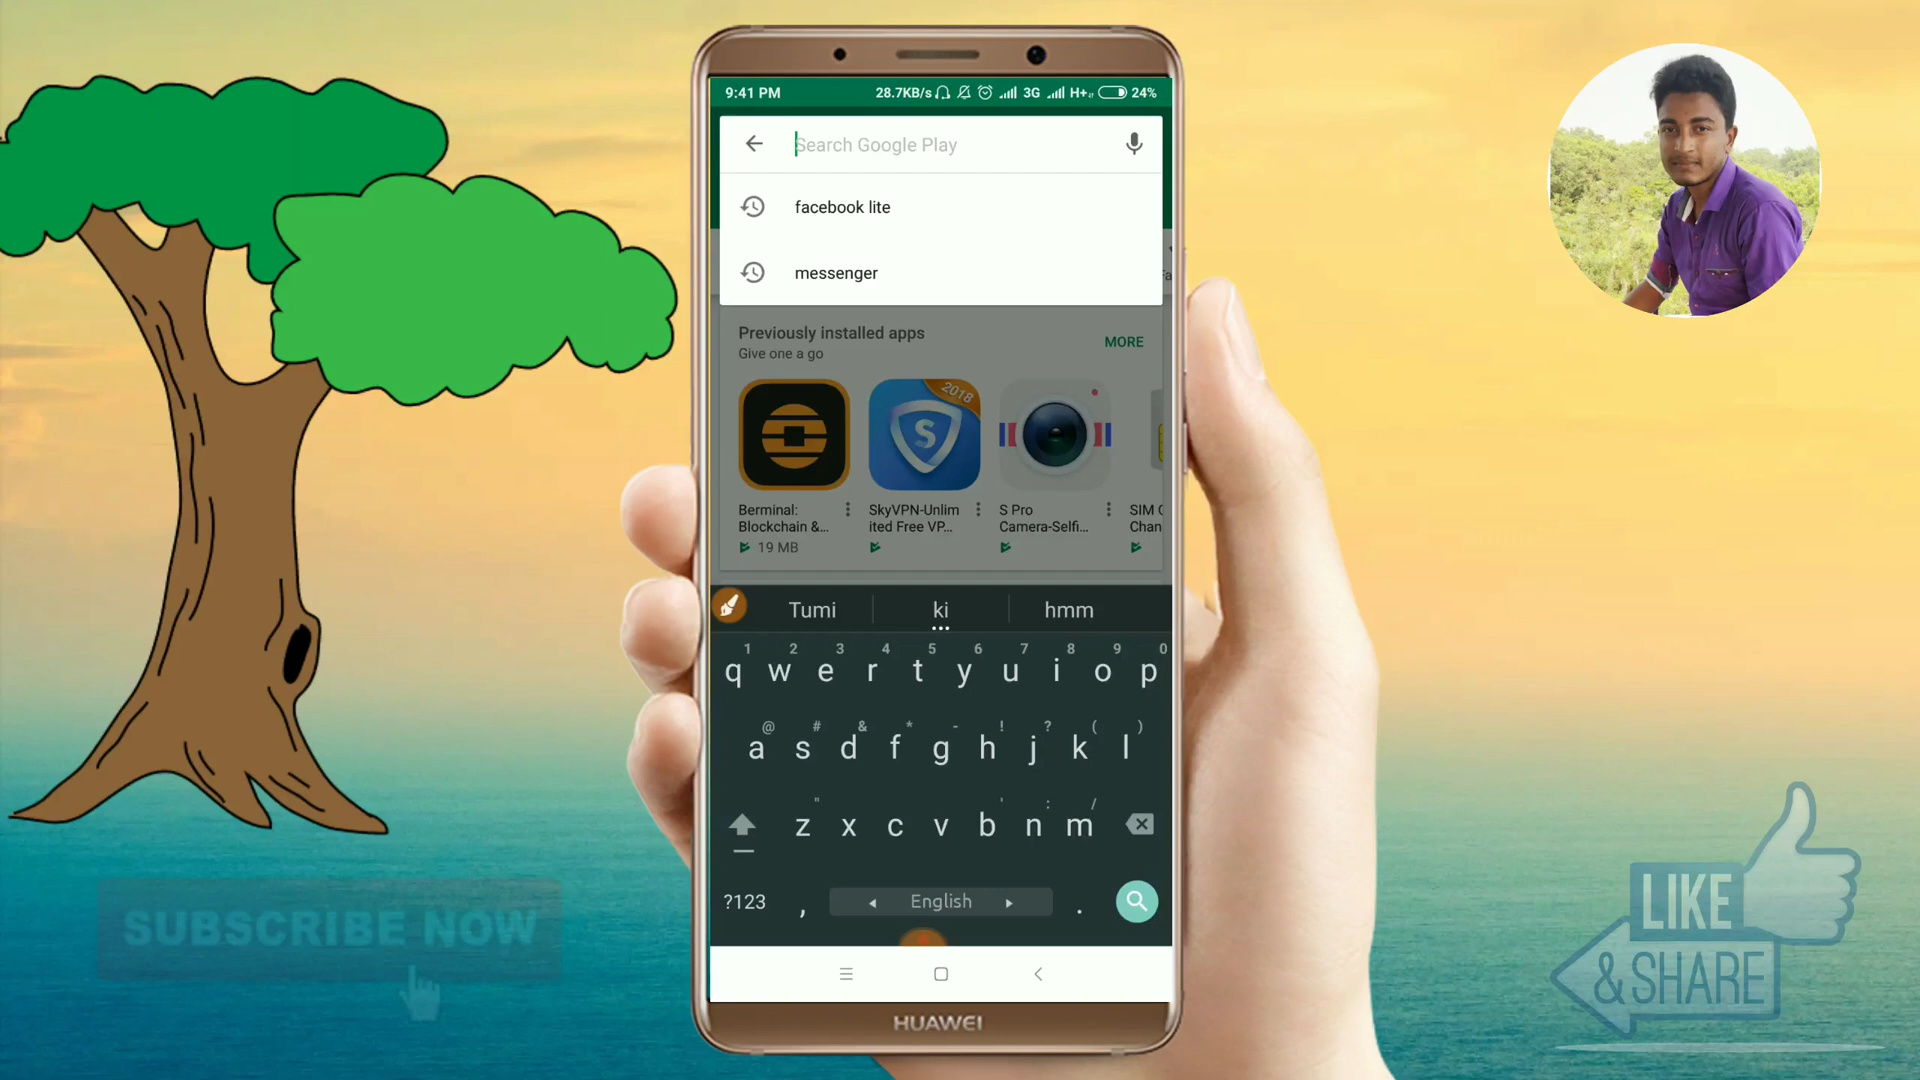 9:41 PM 28.7KB/s 3G H+ 24%
Search Google Play
facebook lite
messenger
Previously installed apps
Give one a go
MORE
2018
S
Berminal:
Blockchain &...
19 MB
SkyVPN-Unlim
ited Free VP...
S Pro
Camera-Selfi...
SIM
Chan
Tumi ki hmm
1 2 3 4 5 6 7 8 9 0
q w e r t y u i o p
@ # & * - ! ? ( )
a s d f g h j k l
" ' : /
z x c v b n m
?123 , English .
HUAWEI
SUBSCRIBE NOW
LIKE
&SHARE